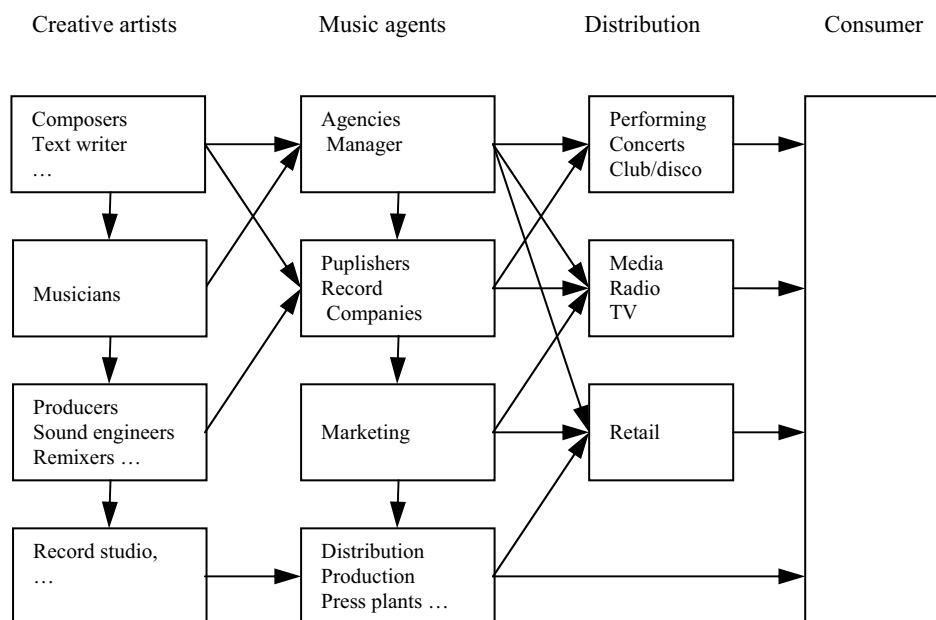 Creative artists
Music agents
Distribution
Consumer
Composers
Text writer
…
Agencies
Manager
Performing
Concerts
Club/disco
Musicians
Puplishers
Record
Companies
Media
Radio
TV
Producers
Sound engineers
Remixers …
Marketing
Retail
Record studio,
…
Distribution
Production
Press plants …